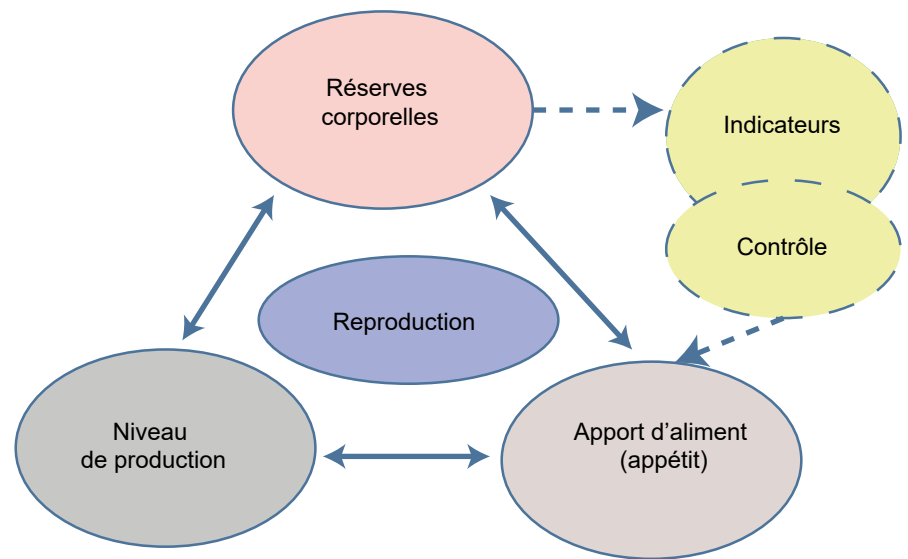 Réserves
corporelles
Indicateurs
Contrôle
Reproduction
Niveau
de production
Apport d’aliment
(appétit)